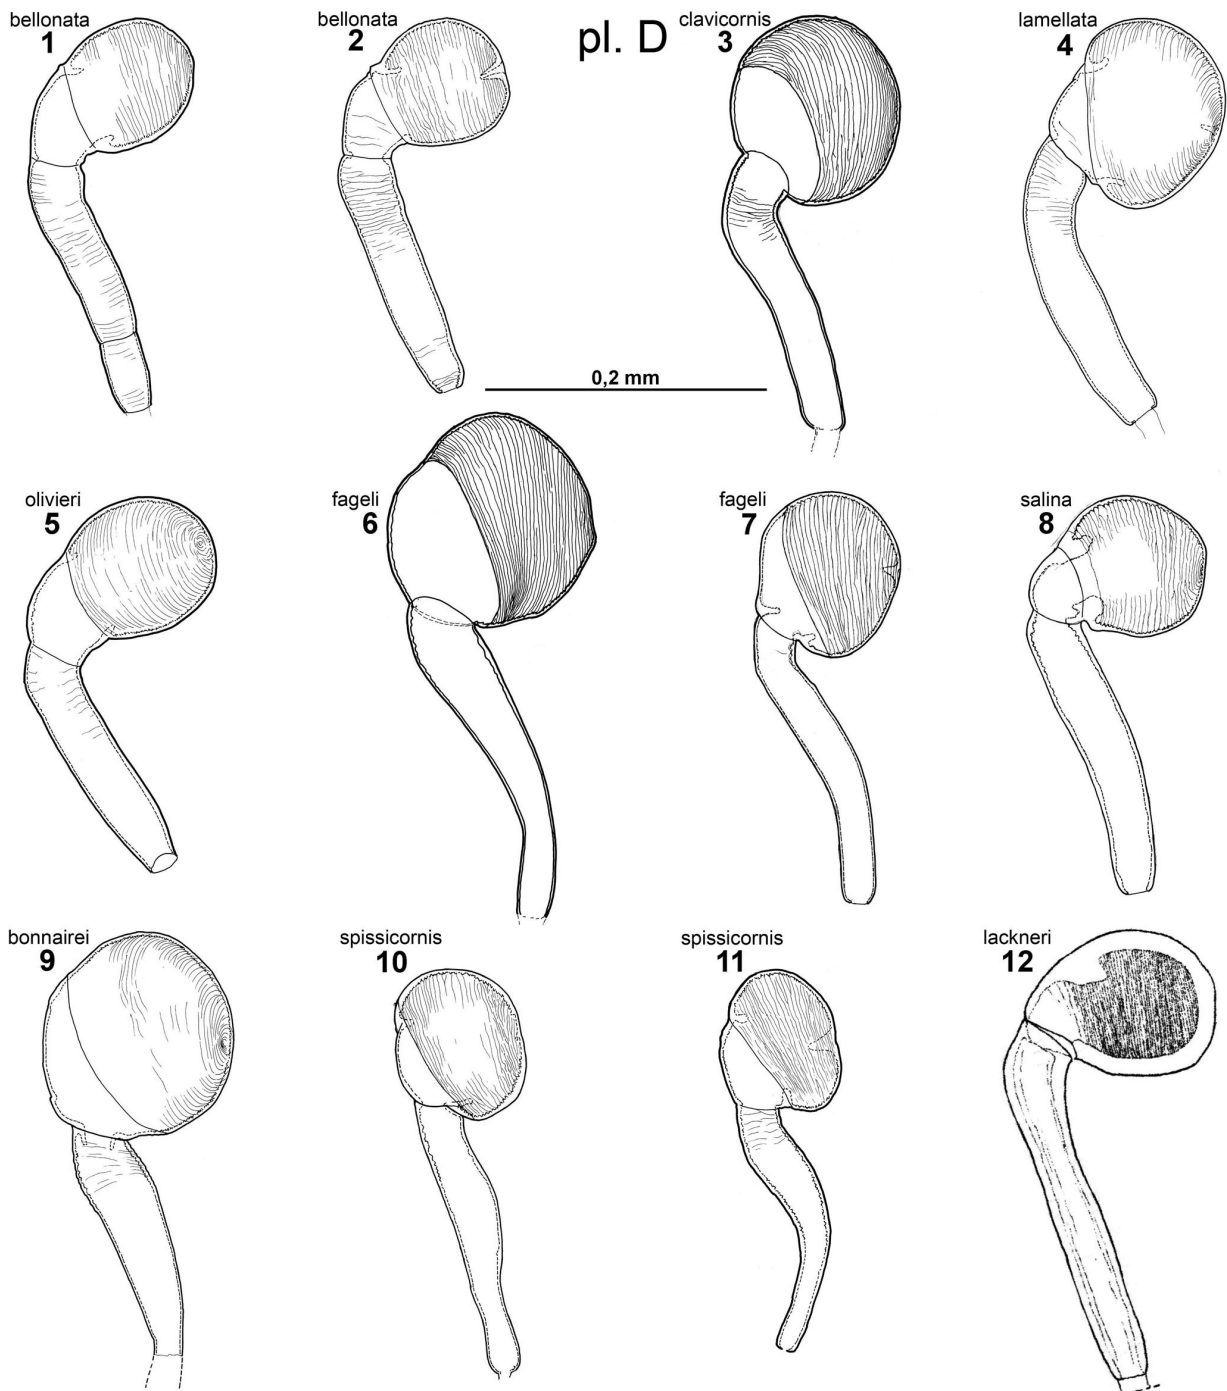 bellonata
1
bellonata
2
pl. D
clavicornis
3
lamellata
4
0,2 mm
olivieri
5
fageli
6
fageli
7
salina
8
bonnairei
9
spissicornis
10
spissicornis
11
lackneri
12